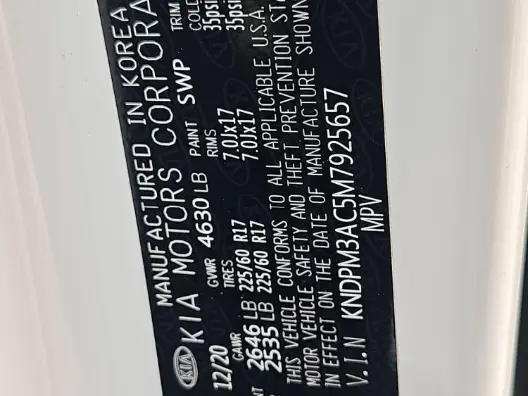 MANUFACTURED IN KOREA
KIA KIA MOTORS CORPORA
12/20 GVWR 4630 LB PAINT SWP TRIM
GAWR TIRES RIMS COLD
2646 LB 225/60 R17 7.0Jx17 35psi
2535 LB 225/60 R17 7.0Jx17 35psi
THIS VEHICLE CONFORMS TO ALL APPLICABLE U.S.A.
MOTOR VEHICLE SAFETY AND THEFT PREVENTION ST
IN EFFECT ON THE DATE OF MANUFACTURE SHOWN
V.I.N KNDPM3AC5M7925657
MPV